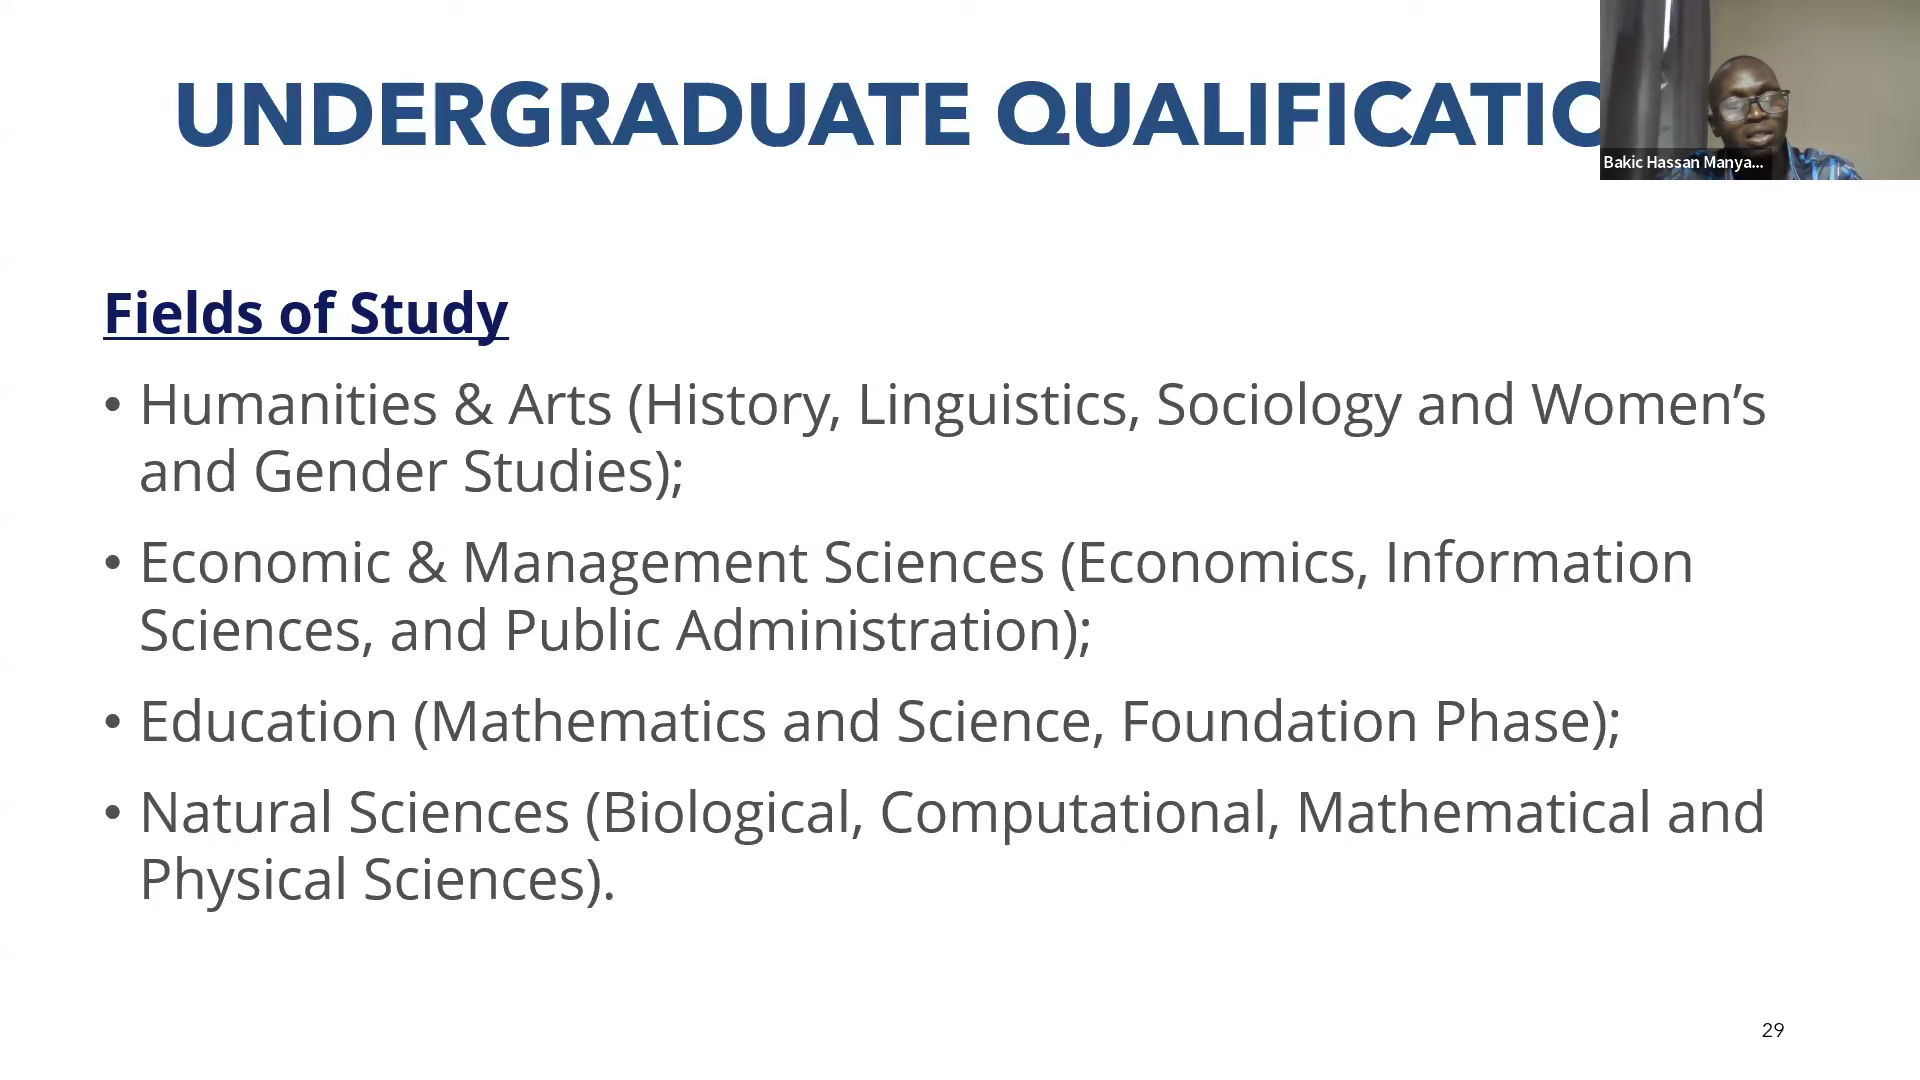 UNDERGRADUATE QUALIFICATIO
Bakic Hassan Manya...
Fields of Study
• Humanities & Arts (History, Linguistics, Sociology and Women’s
and Gender Studies);
• Economic & Management Sciences (Economics, Information
Sciences, and Public Administration);
• Education (Mathematics and Science, Foundation Phase);
• Natural Sciences (Biological, Computational, Mathematical and
Physical Sciences).
29